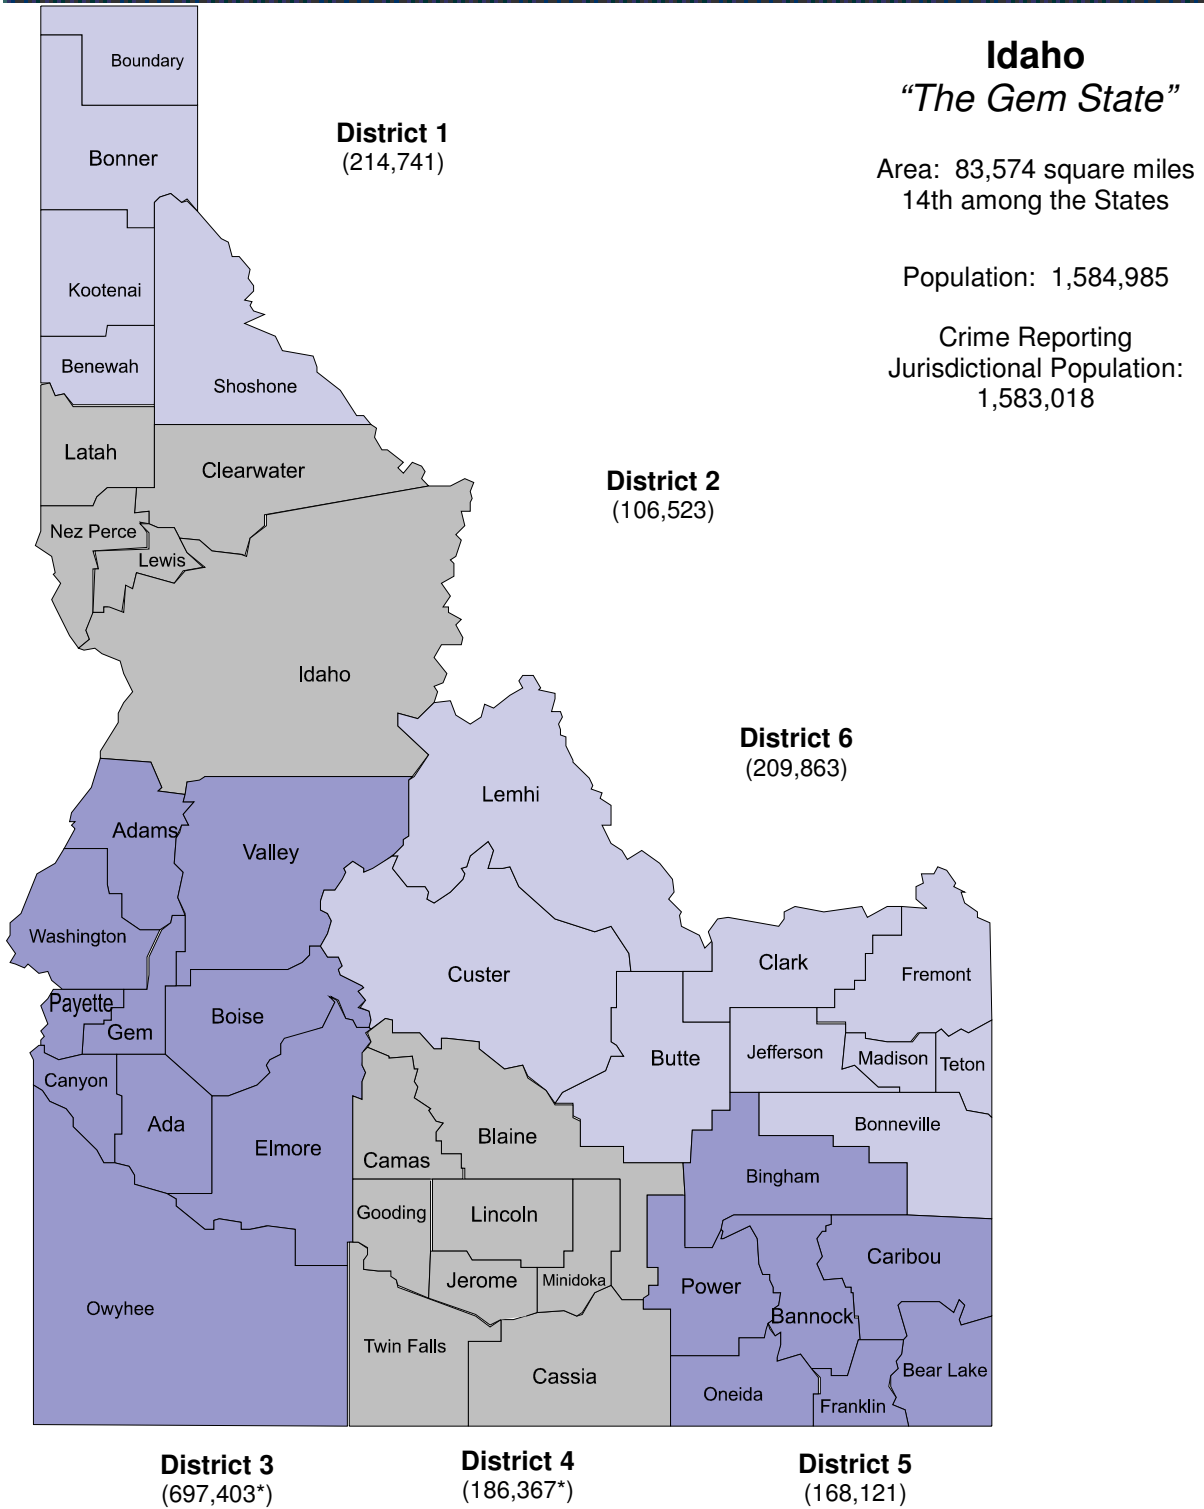 Idaho
“The Gem State”
Area: 83,574 square miles
14th among the States
Population: 1,584,985
Crime Reporting
Jurisdictional Population:
1,583,018
Boundary
Bonner
District 1
(214,741)
Kootenai
Benewah
Shoshone
Latah
Clearwater
District 2
(106,523)
Nez Perce
Lewis
Idaho
District 6
(209,863)
Lemhi
Adams
Valley
Washington
Custer
Clark
Fremont
Payette
Gem
Boise
Butte
Jefferson
Madison
Teton
Canyon
Ada
Elmore
Blaine
Camas
Bonneville
Bingham
Gooding
Lincoln
Caribou
Jerome
Minidoka
Power
Bannock
Owyhee
Twin Falls
Cassia
Oneida
Franklin
Bear Lake
District 3
(697,403*)
District 4
(186,367*)
District 5
(168,121)